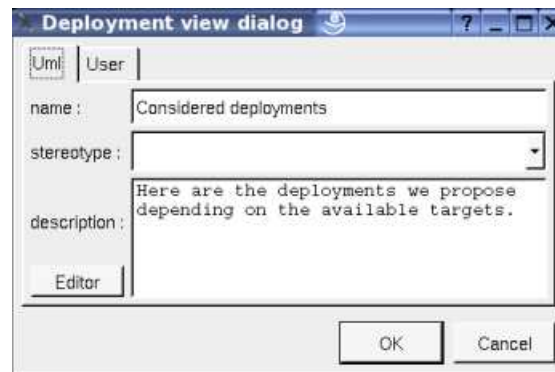 Deployment view dialog ?
Uml User
name : Considered deployments
stereotype :
Here are the deployments we propose
depending on the available targets.
description :
Editor
OK Cancel